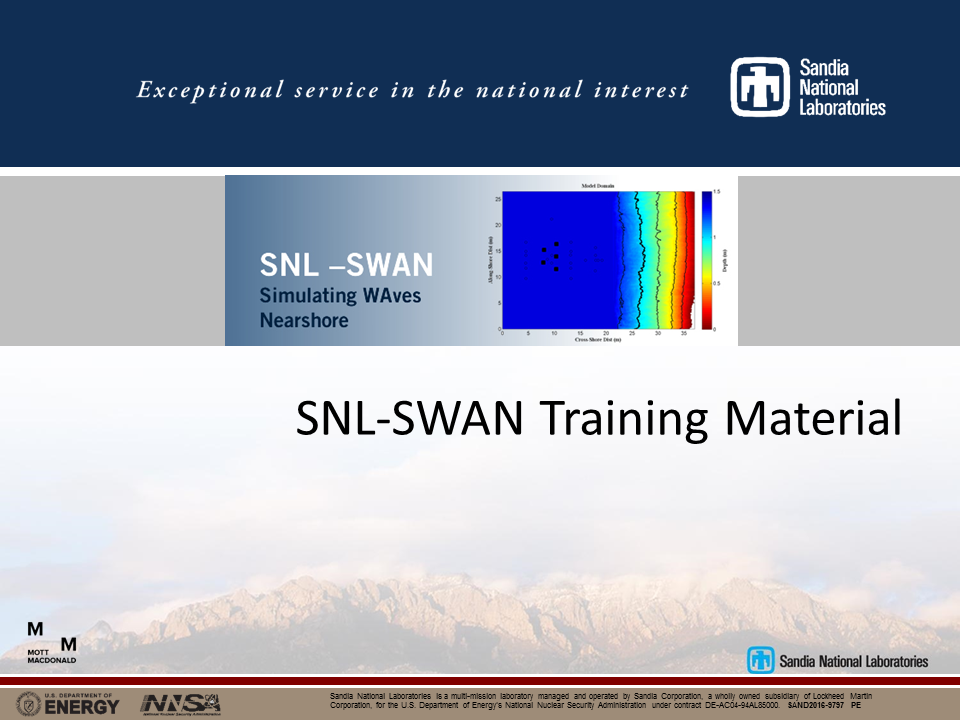 Exceptional service in the national interest
Sandia
National
Laboratories
SNL –SWAN
Simulating WAves
Nearshore
Model Domain
Along Shore Dist (m)
25
20
15
10
5
0
0 5 10 15 20 25 30 35
Cross Shore Dist (m)
1.5
1
0.5
0
Depth (m)
SNL-SWAN Training Material
M
M
MOTT
MACDONALD
Sandia National Laboratories
U.S. DEPARTMENT OF
ENERGY
NNSA
National Nuclear Security Administration
Sandia National Laboratories is a multi-mission laboratory managed and operated by Sandia Corporation, a wholly owned subsidiary of Lockheed Martin
Corporation, for the U.S. Department of Energy's National Nuclear Security Administration under contract DE-AC04-94AL85000. SAND2016-9797 PE